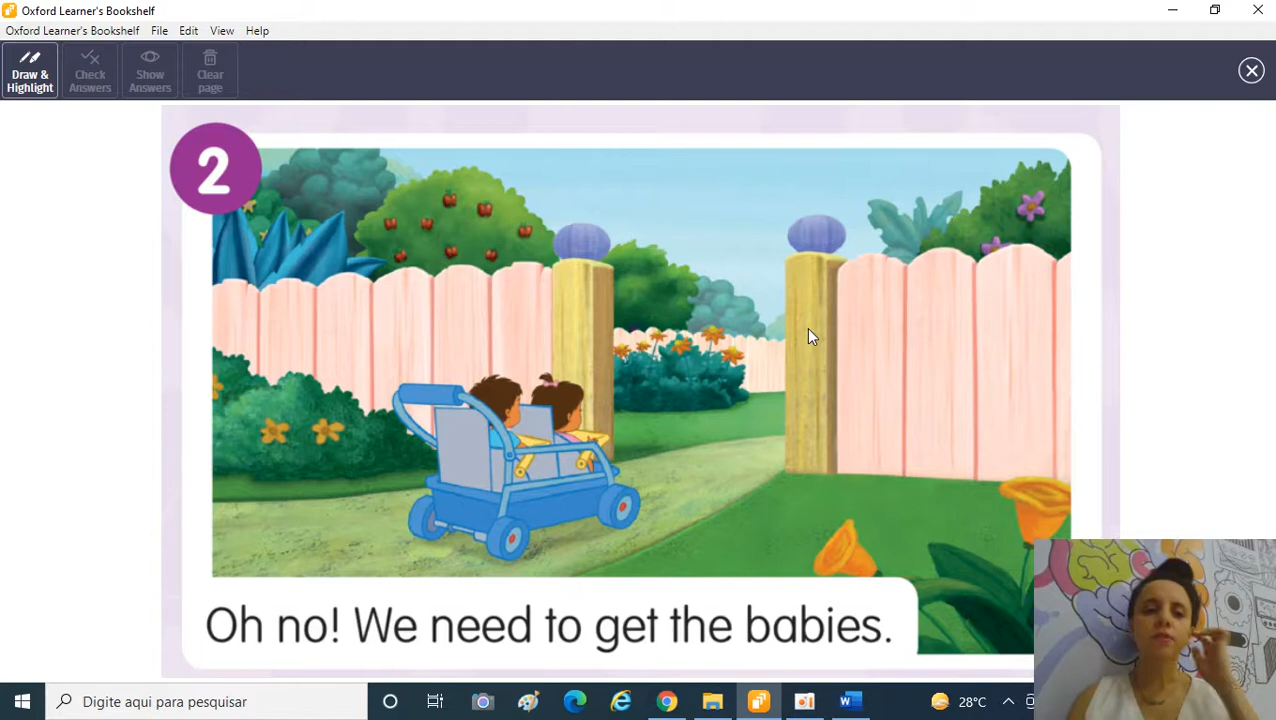 Oxford Learner's Bookshelf
Oxford Learner's Bookshelf File Edit View Help
Draw & Highlight
Check Answers
Show Answers
Clear page
2
Oh no! We need to get the babies.
Digite aqui para pesquisar
28°C